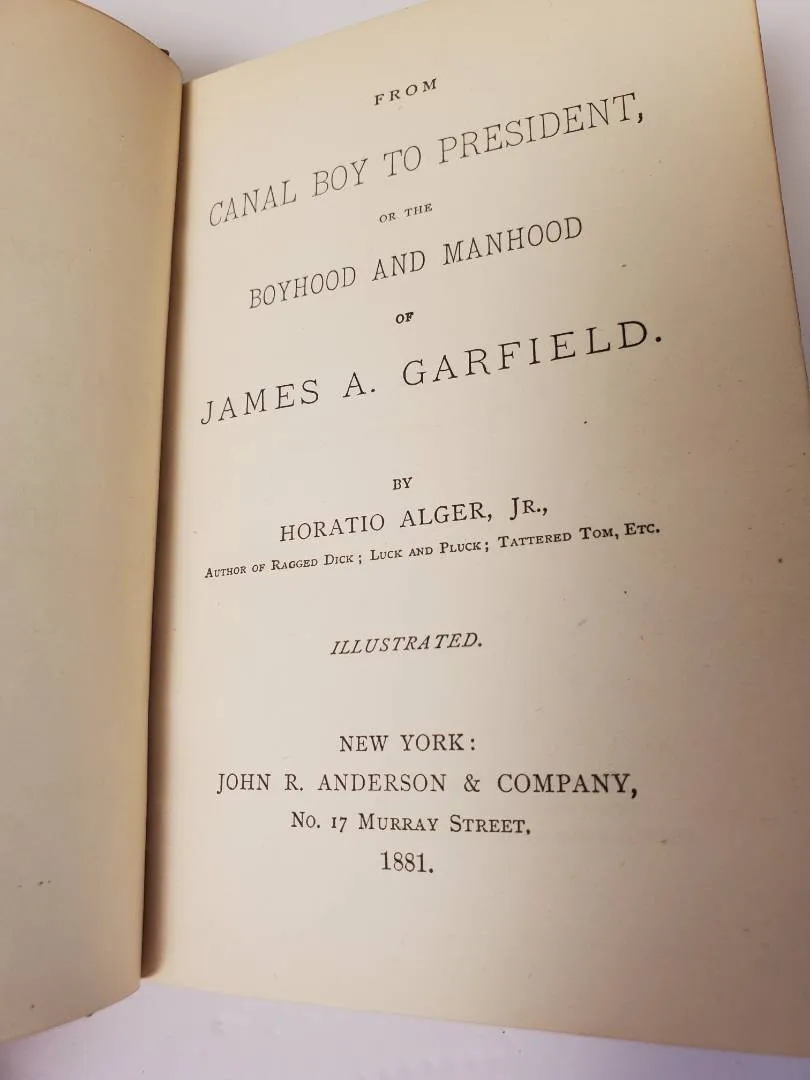 FROM
CANAL BOY TO PRESIDENT,
OR THE
BOYHOOD AND MANHOOD
OF
JAMES A. GARFIELD.
BY
HORATIO ALGER, JR.,
AUTHOR OF RAGGED DICK; LUCK AND PLUCK; TATTERED TOM, ETC.
ILLUSTRATED.
NEW YORK:
JOHN R. ANDERSON & COMPANY,
No. 17 MURRAY STREET.
1881.